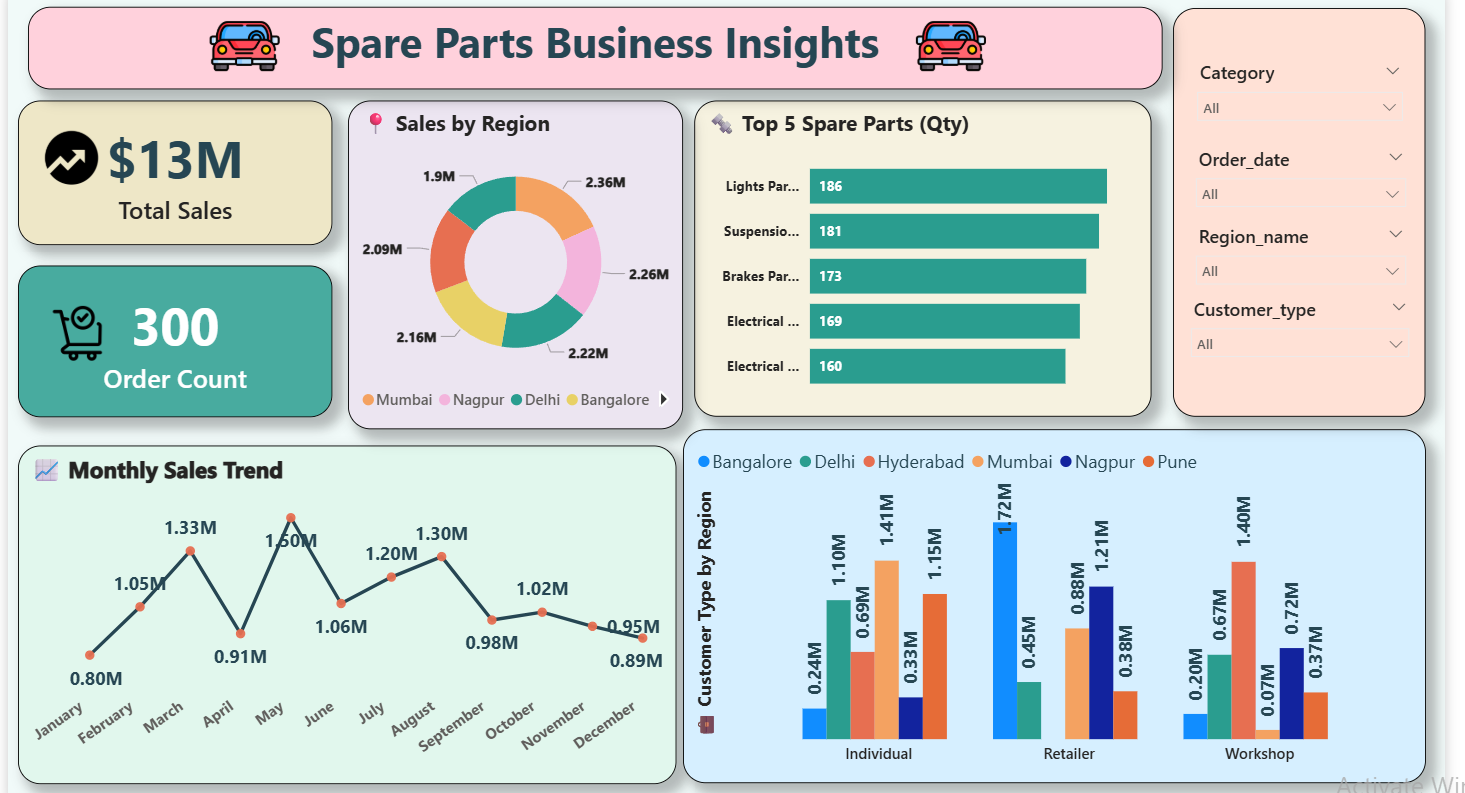 Spare Parts Business Insights
$13M
Total Sales
300
Order Count
Sales by Region
1.9M
2.36M
2.09M
2.26M
2.16M
2.22M
Mumbai Nagpur Delhi Bangalore
Top 5 Spare Parts (Qty)
Lights Par... 186
Suspensio... 181
Brakes Par... 173
Electrical ... 169
Electrical ... 160
Category
All
Order_date
All
Region_name
All
Customer_type
All
Monthly Sales Trend
0.80M
1.05M
1.33M
0.91M
1.50M
1.06M
1.20M
1.30M
0.98M
1.02M
0.95M
0.89M
January
February
March
April
May
June
July
August
September
October
November
December
Bangalore Delhi Hyderabad Mumbai Nagpur Pune
Customer Type by Region
0.24M
1.10M
0.69M
1.41M
0.33M
1.15M
1.72M
0.45M
0.88M
1.21M
0.38M
0.20M
0.67M
1.40M
0.07M
0.72M
0.37M
Individual
Retailer
Workshop
Activate Wi